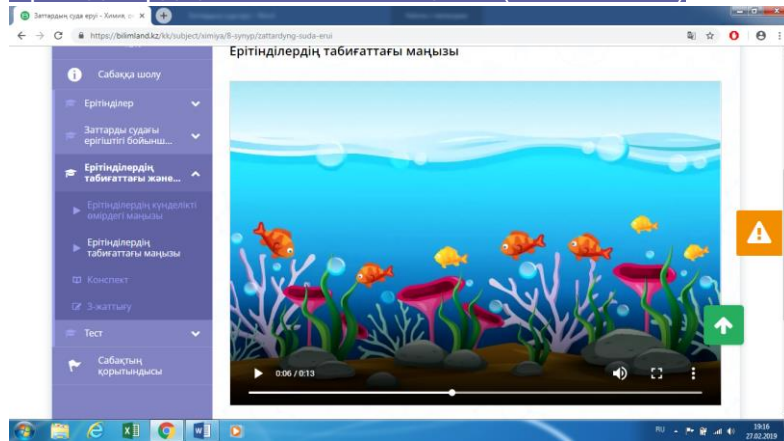 Заттардың суда еруі - Химия, 
https://bilimland.kz/kk/subject/ximiya/8-synyp/zattardyng-suda-erui
Ерітінділердің табиғаттағы маңызы
Сабаққа шолу
Ерітінділер
Заттарды судағы
ерігіштігі бойынш...
Ерітінділердің
табиғаттағы және...
Ерітінділердің күнделікті
өмірдегі маңызы
Ерітінділердің
табиғаттағы маңызы
Конспект
3-жаттығу
Тест
Сабақтың
қорытындысы
0:06 / 0:13
RU
19:16
27.02.2019